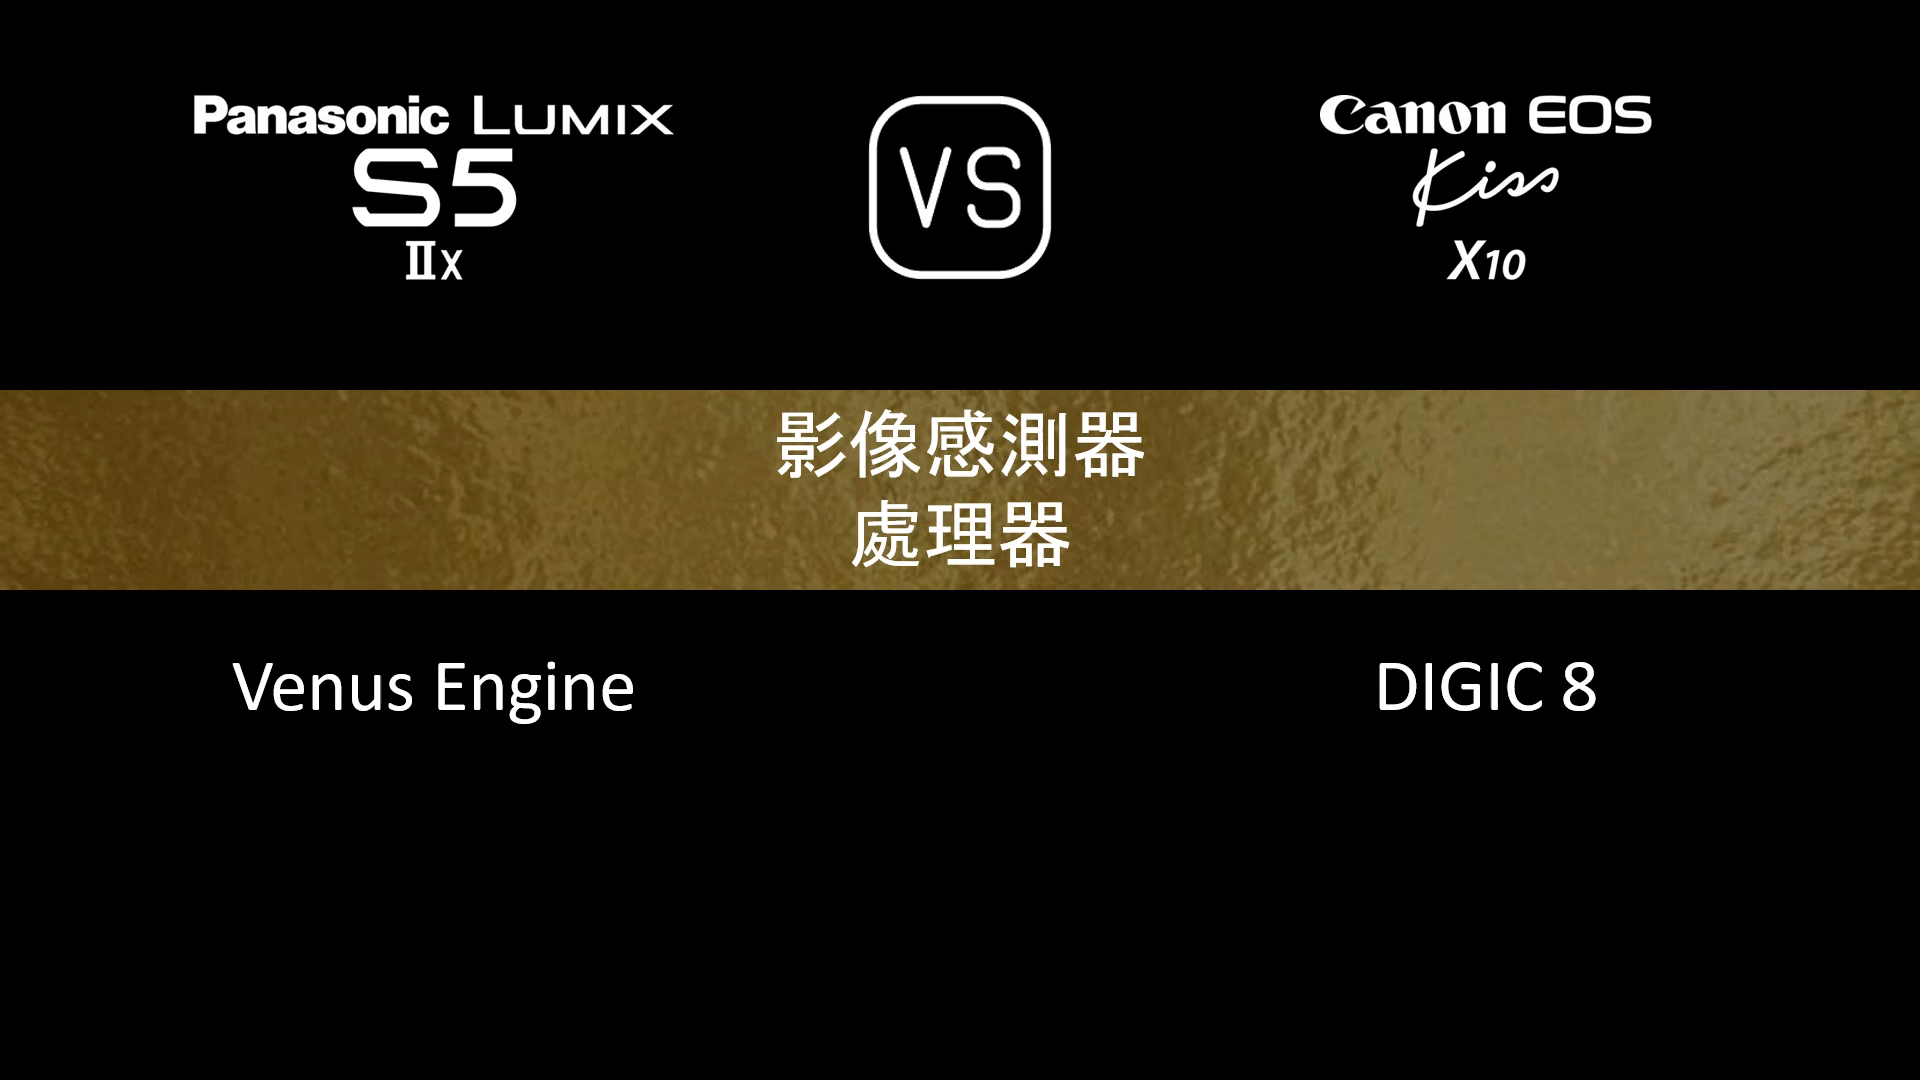 Panasonic LUMIX
S5
IIX
VS
Canon EOS
Kiss
X10
影像感測器
處理器
Venus Engine
DIGIC 8